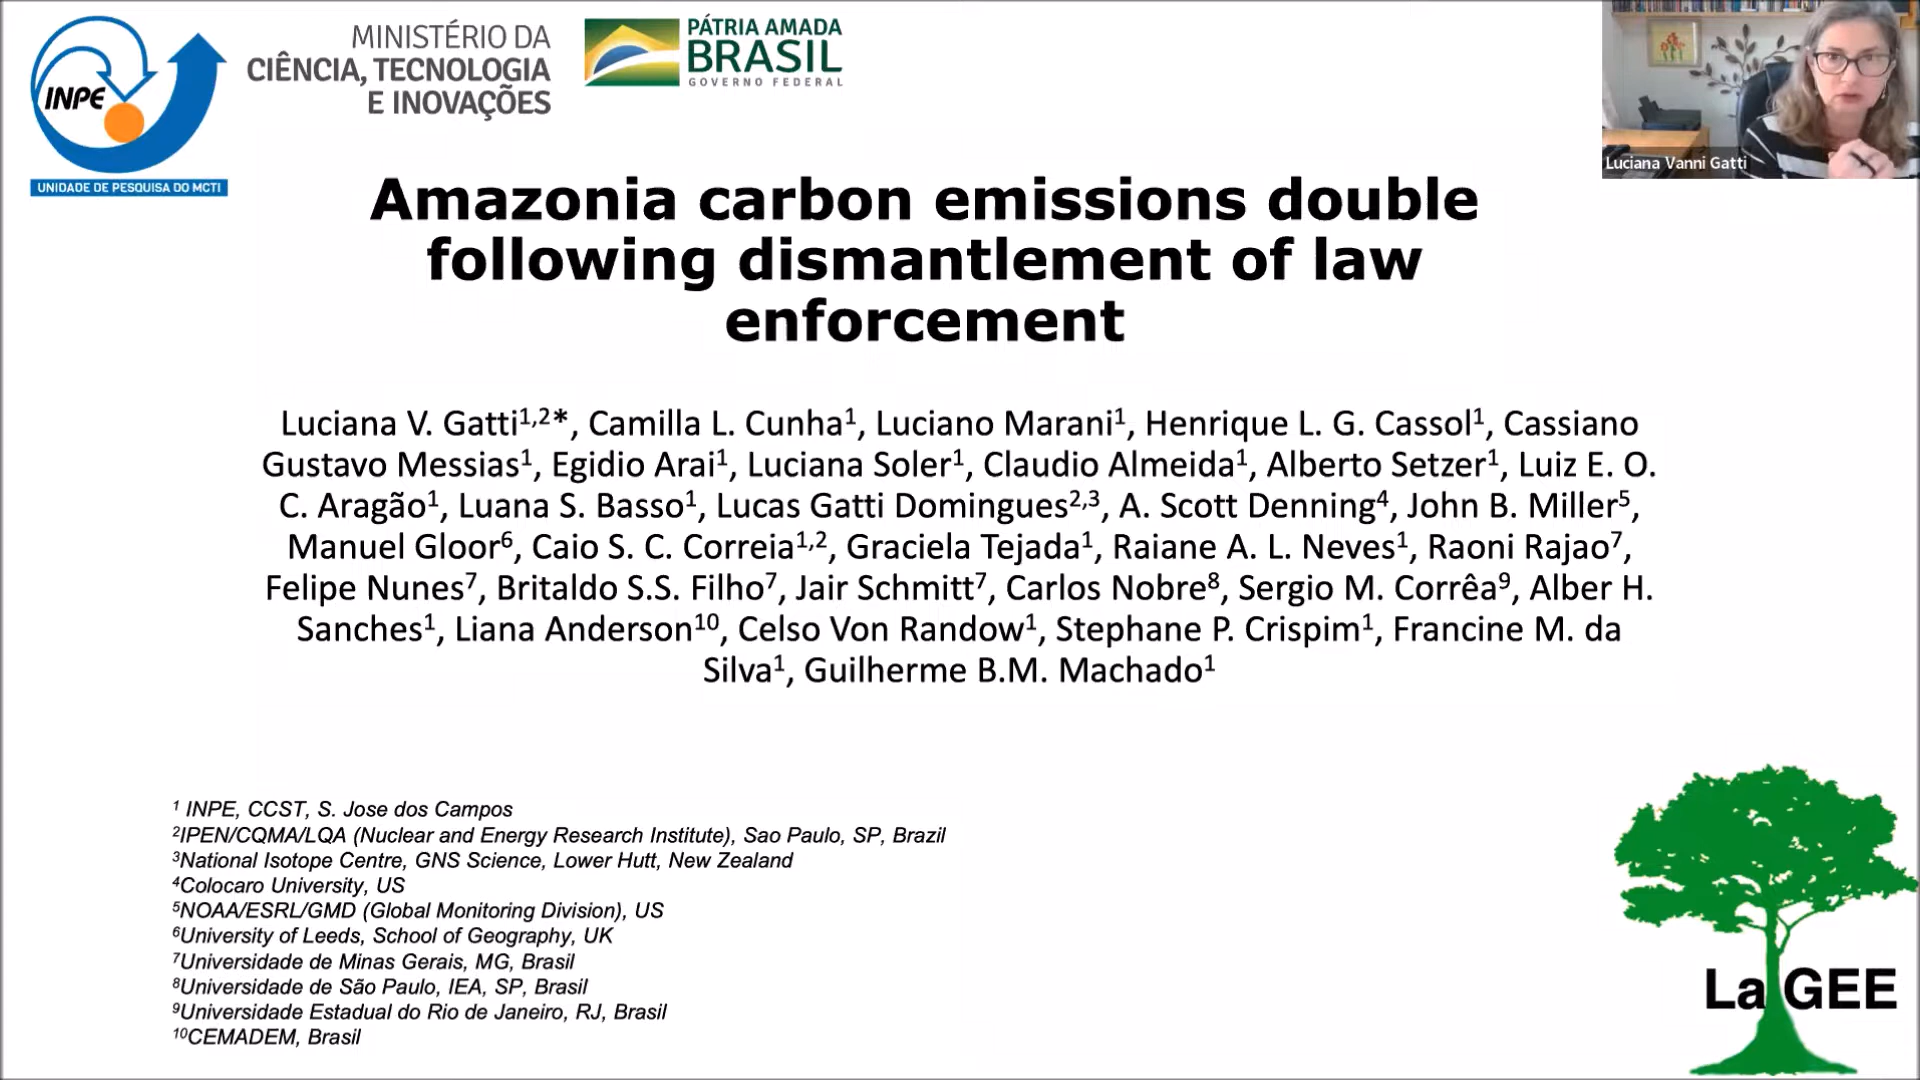 INPE
UNIDADE DE PESQUISA DO MCTI
MINISTÉRIO DA
CIÊNCIA, TECNOLOGIA
E INOVAÇÕES
PÁTRIA AMADA
BRASIL
GOVERNO FEDERAL
Luciana Vanni Gatti
Amazonia carbon emissions double
following dismantlement of law
enforcement
Luciana V. Gatti1,2*, Camilla L. Cunha1, Luciano Marani1, Henrique L. G. Cassol1, Cassiano
Gustavo Messias1, Egidio Arai1, Luciana Soler1, Claudio Almeida1, Alberto Setzer1, Luiz E. O.
C. Aragão1, Luana S. Basso1, Lucas Gatti Domingues2,3, A. Scott Denning4, John B. Miller5,
Manuel Gloor6, Caio S. C. Correia1,2, Graciela Tejada1, Raiane A. L. Neves1, Raoni Rajao7,
Felipe Nunes7, Britaldo S.S. Filho7, Jair Schmitt7, Carlos Nobre8, Sergio M. Corrêa9, Alber H.
Sanches1, Liana Anderson10, Celso Von Randow1, Stephane P. Crispim1, Francine M. da
Silva1, Guilherme B.M. Machado1
1 INPE, CCST, S. Jose dos Campos
2IPEN/CQMA/LQA (Nuclear and Energy Research Institute), Sao Paulo, SP, Brazil
3National Isotope Centre, GNS Science, Lower Hutt, New Zealand
4Colocaro University, US
5NOAA/ESRL/GMD (Global Monitoring Division), US
6University of Leeds, School of Geography, UK
7Universidade de Minas Gerais, MG, Brasil
8Universidade de São Paulo, IEA, SP, Brasil
9Universidade Estadual do Rio de Janeiro, RJ, Brasil
10CEMADEM, Brasil
LaGEE